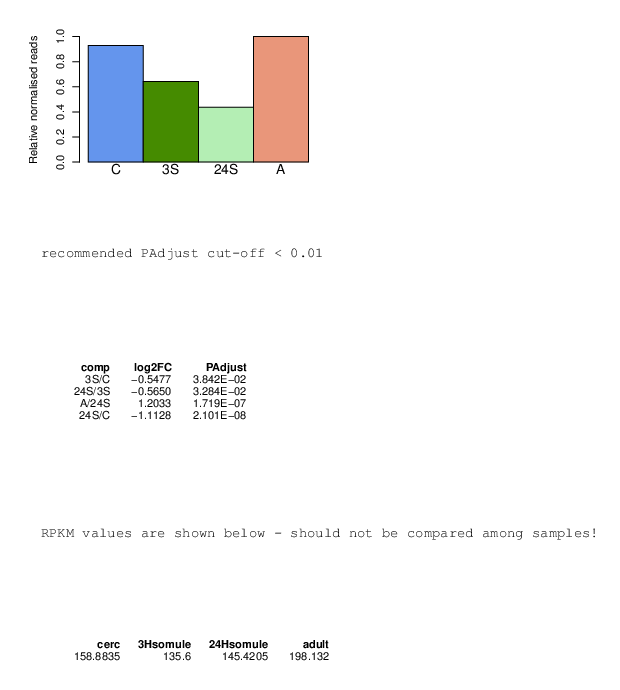 Relative normalised reads
1.0
0.8
0.6
0.4
0.2
0.0
C 3S 24S A
recommended PAdjust cut-off < 0.01
comp log2FC PAdjust
3S/C −0.5477 3.842E−02
24S/3S −0.5650 3.284E−02
A/24S 1.2033 1.719E−07
24S/C −1.1128 2.101E−08
RPKM values are shown below - should not be compared among samples!
cerc 3Hsomule 24Hsomule adult
158.8835 135.6 145.4205 198.132